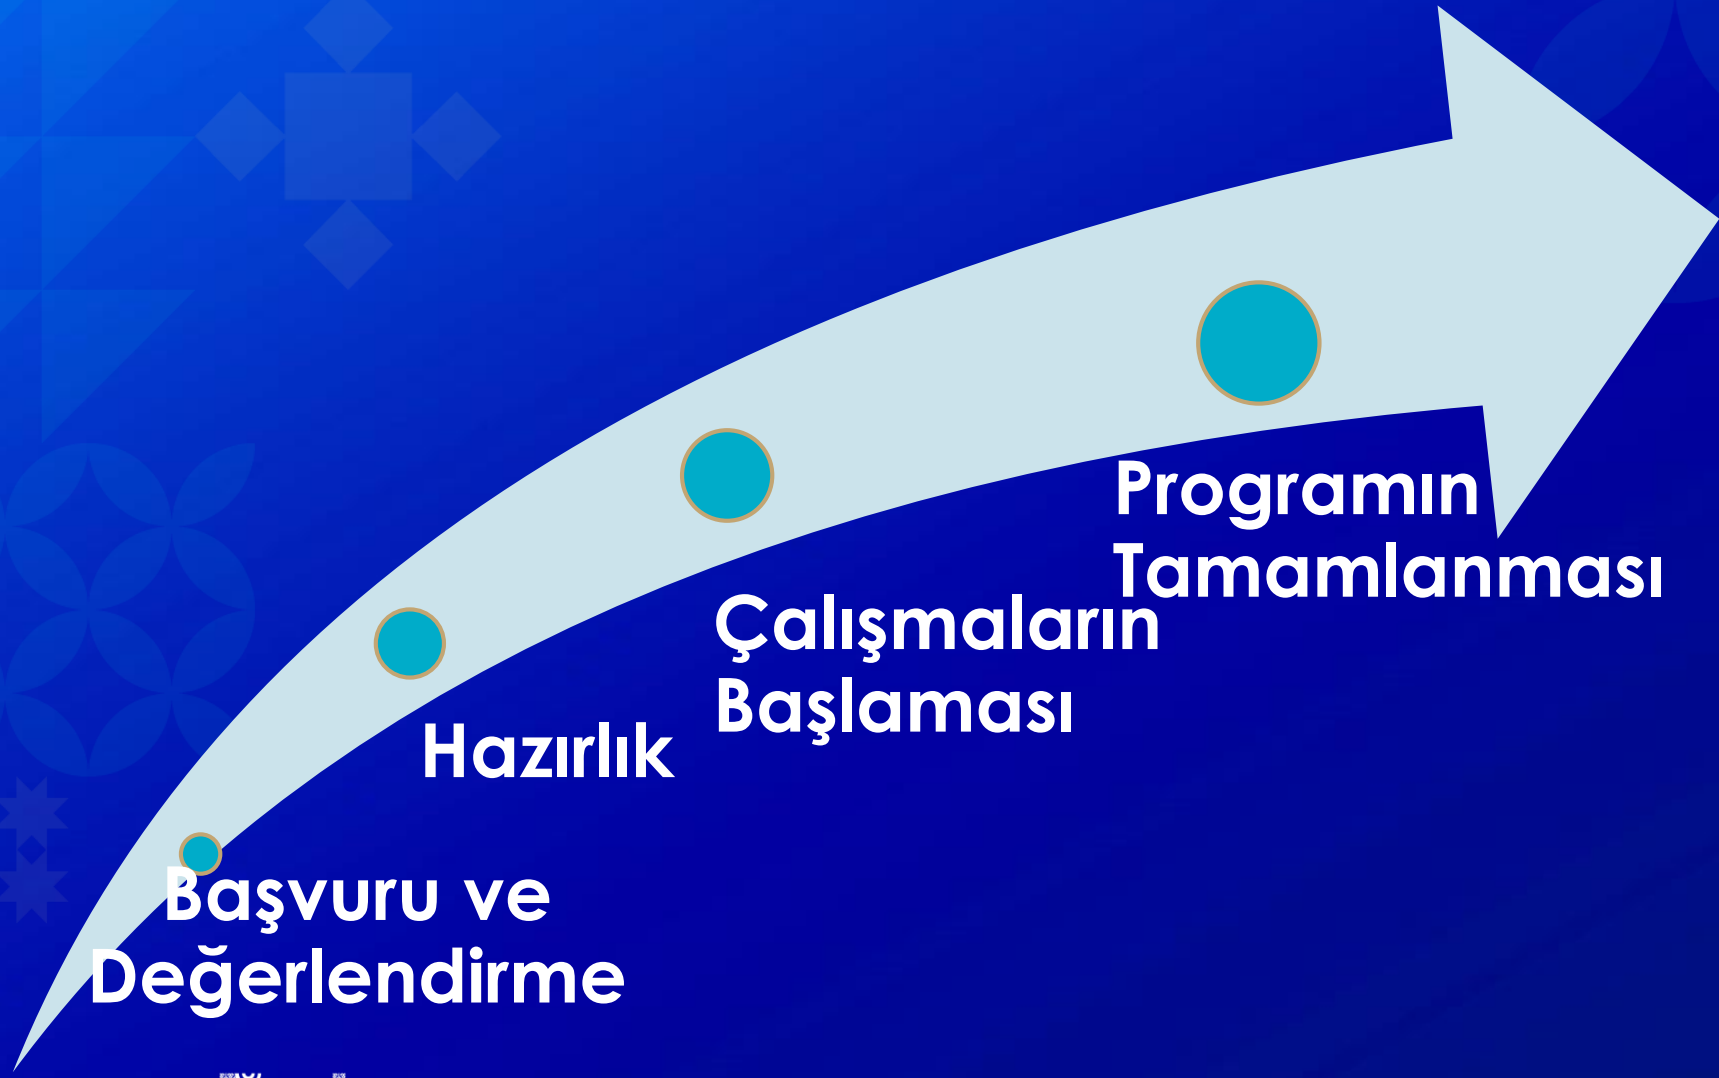 Başvuru ve
Değerlendirme
Hazırlık
Çalışmaların
Başlaması
Programın
Tamamlanması